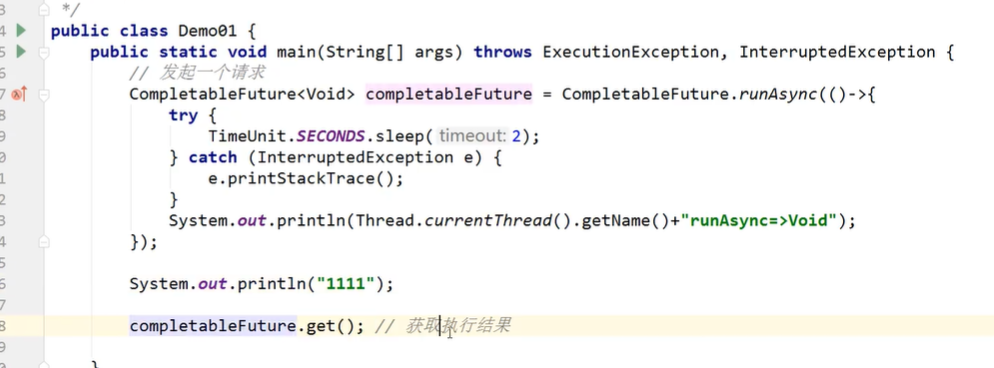 */
public class Demo01 {
public static void main(String[] args) throws ExecutionException, InterruptedException {
// 发起一个请求
CompletableFuture<Void> completableFuture = CompletableFuture.runAsync(()->{
try {
TimeUnit.SECONDS.sleep( timeout: 2);
} catch (InterruptedException e) {
e.printStackTrace();
}
System.out.println(Thread.currentThread().getName()+"runAsync=>Void");
});
System.out.println("1111");
completableFuture.get(); // 获取执行结果
}